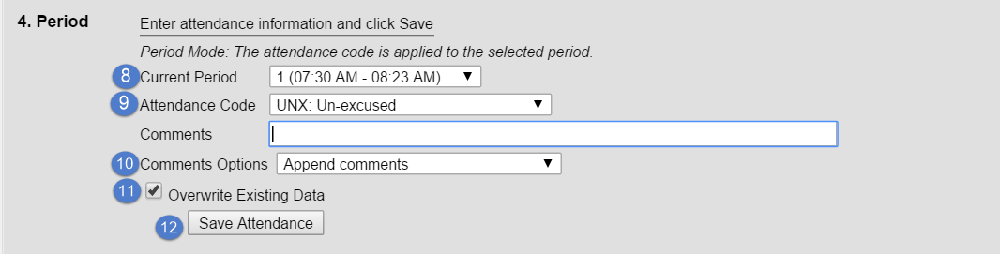 4. Period Enter attendance information and click Save
Period Mode: The attendance code is applied to the selected period.
8 Current Period 1 (07:30 AM - 08:23 AM)
9 Attendance Code UNX: Un-excused
Comments
10 Comments Options Append comments
11 Overwrite Existing Data
12 Save Attendance